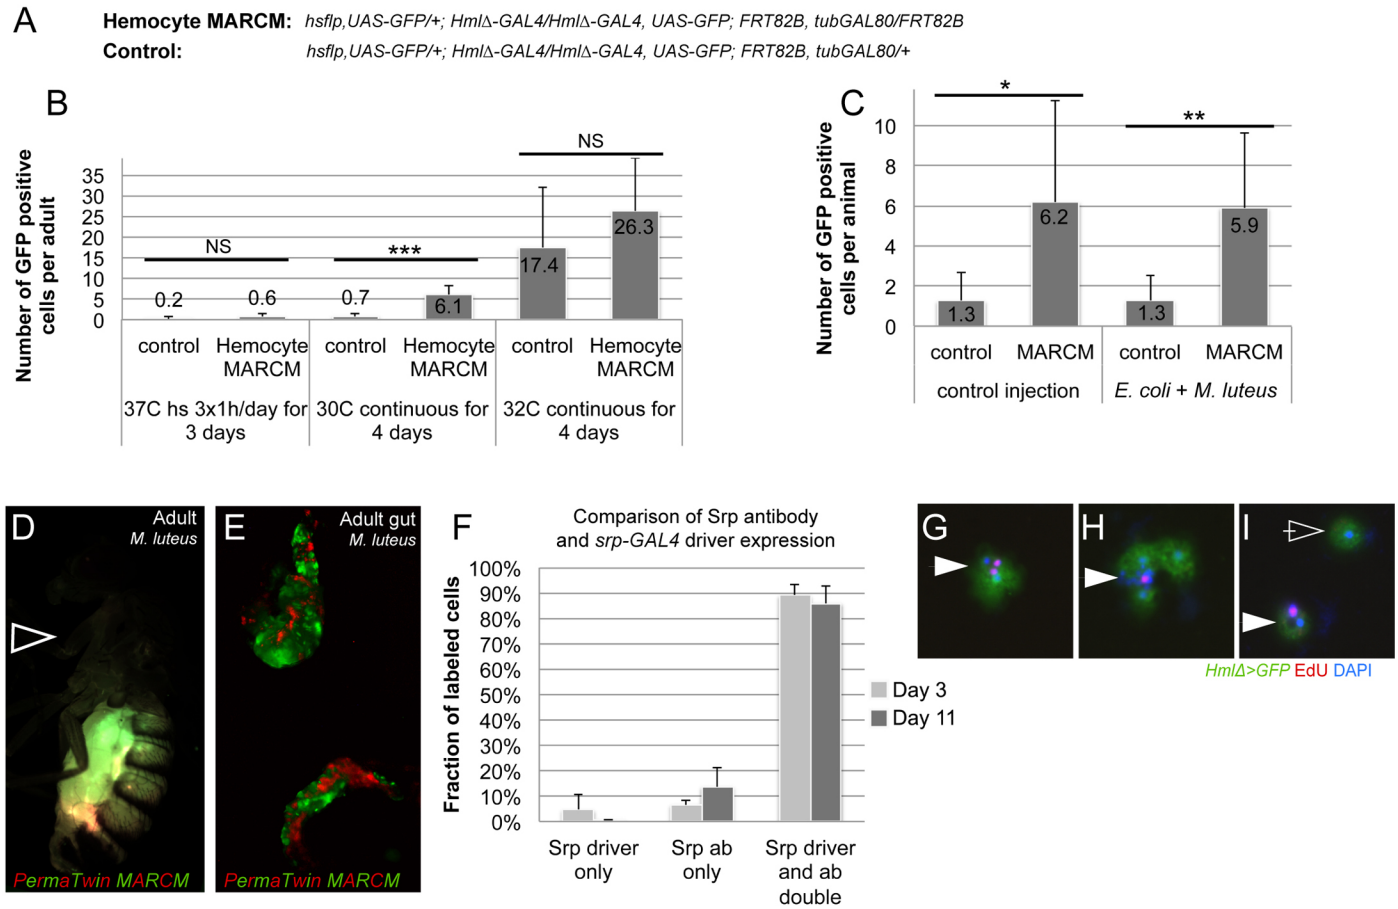 A
Hemocyte MARCM: hsflp,UAS-GFP/+; HmlΔ-GAL4/HmlΔ-GAL4, UAS-GFP; FRT82B, tubGAL80/FRT82B
Control: hsflp,UAS-GFP/+; HmlΔ-GAL4/HmlΔ-GAL4, UAS-GFP; FRT82B, tubGAL80/+
B
Number of GFP positive
cells per adult
35
30
25
20
15
10
5
0
NS
***
NS
0.2
0.6
0.7
6.1
17.4
26.3
control
Hemocyte
MARCM
control
Hemocyte
MARCM
control
Hemocyte
MARCM
37C hs 3x1h/day for
3 days
30C continuous for
4 days
32C continuous for
4 days
C
Number of GFP positive
cells per animal
10
8
6
4
2
0
*
**
1.3
6.2
1.3
5.9
control
MARCM
control
MARCM
control injection
E. coli + M. luteus
D
Adult
M. luteus
PermaTwin MARCM
E
Adult gut
M. luteus
PermaTwin MARCM
F
Comparison of Srp antibody
and srp-GAL4 driver expression
Fraction of labeled cells
100%
90%
80%
70%
60%
50%
40%
30%
20%
10%
0%
Srp driver
only
Srp ab
only
Srp driver
and ab
double
Day 3
Day 11
G
H
I
HmlΔ>GFP EdU DAPI